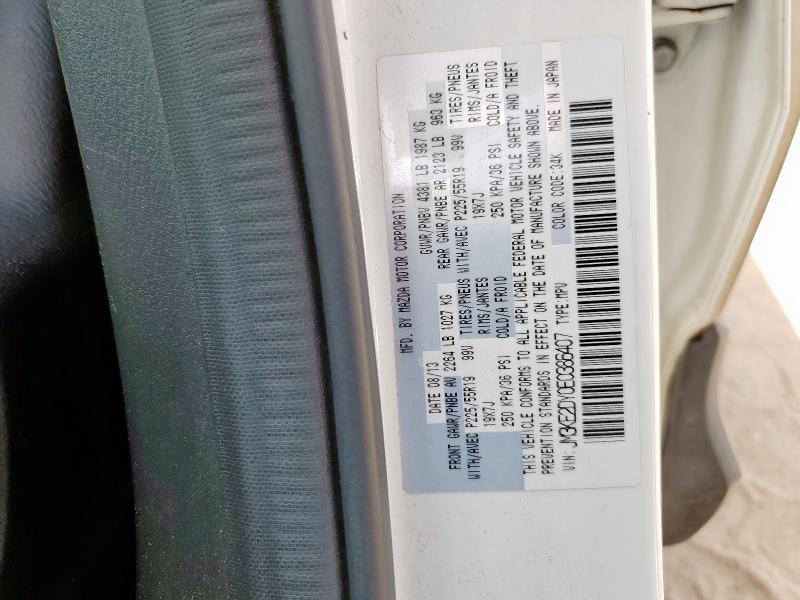 MFD. BY MAZDA MOTOR CORPORATION
DATE 08/13 GVWR/PNBV 4381 LB 1987 KG
FRONT GAWR/PNBE AV 2264 LB 1027 KG REAR GAWR/PNBE AR 2123 LB 963 KG
WITH/AVEC P225/55R19 99V TIRES/PNEUS WITH/AVEC P225/55R19 99V TIRES/PNEUS
19X7J RIMS/JANTES 19X7J RIMS/JANTES
250 KPA/36 PSI COLD/A FROID 250 KPA/36 PSI COLD/A FROID
THIS VEHICLE CONFORMS TO ALL APPLICABLE FEDERAL MOTOR VEHICLE SAFETY AND THEFT
PREVENTION STANDARDS IN EFFECT ON THE DATE OF MANUFACTURE SHOWN ABOVE.
COLOR CODE:34K MADE IN JAPAN
VIN: JM3KE2DY0E0386407 TYPE:MPV